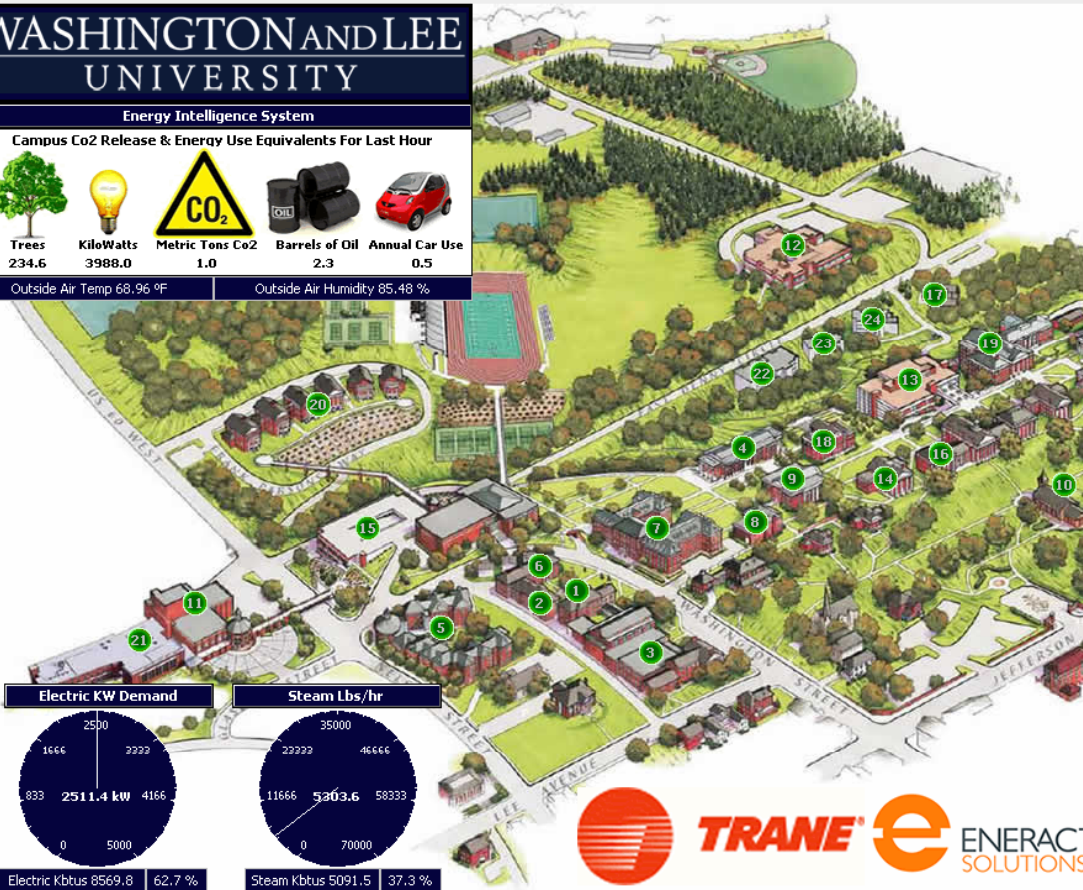 WASHINGTON AND LEE
UNIVERSITY
Energy Intelligence System
Campus Co2 Release & Energy Use Equivalents For Last Hour
CO2
OIL
Trees KiloWatts Metric Tons Co2 Barrels of Oil Annual Car Use
234.6 3988.0 1.0 2.3 0.5
Outside Air Temp 68.96 ºF Outside Air Humidity 85.48 %
12
17
24
19
23
22
13
20
18
4
16
9
14
10
15
7
8
6
1
2
11
5
21
3
US 60 WEST
WASHINGTON
STREET
JEFFERSON
STREET
STREET
LEE AVENUE
Electric KW Demand
2500
1666 3333
833 2511.4 kW 4166
0 5000
Electric Kbtus 8569.8 62.7 %
Steam Lbs/hr
35000
23333 46666
11666 5303.6 58333
0 70000
Steam Kbtus 5091.5 37.3 %
TRANE®
e ENERACT
SOLUTIONS